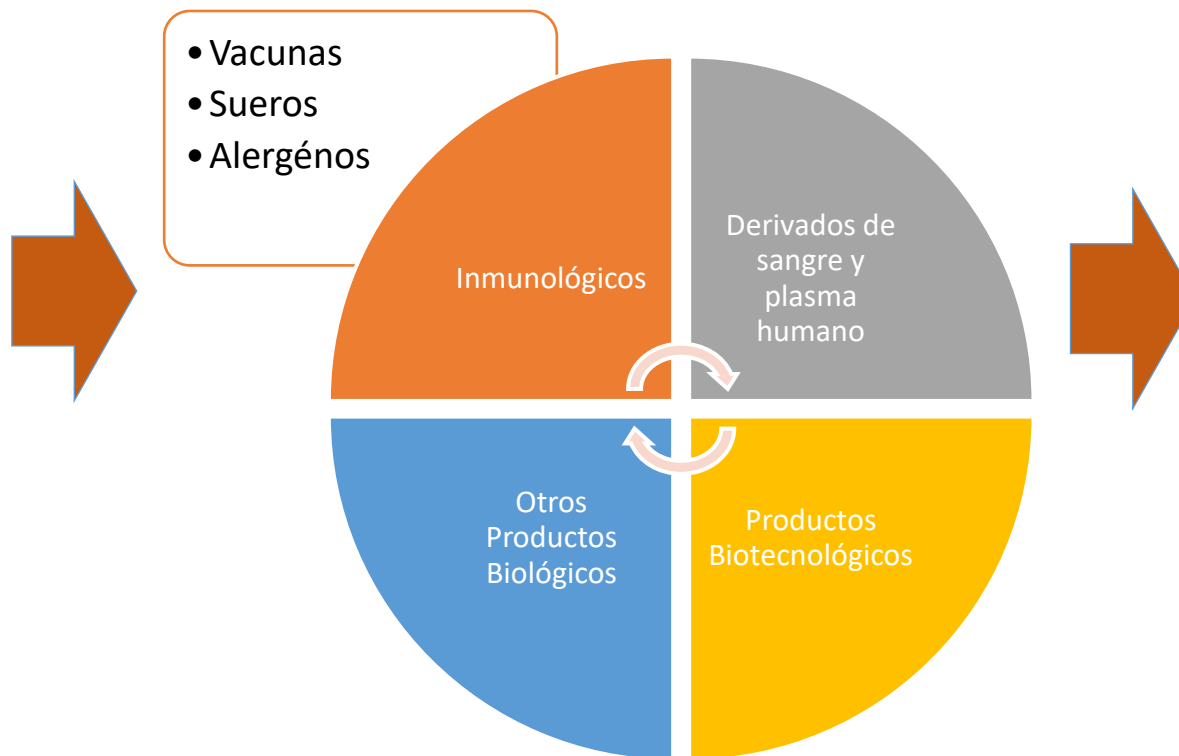 • Vacunas
• Sueros
• Alergénos
Inmunológicos
Derivados de
sangre y
plasma
humano
Otros
Productos
Biológicos
Productos
Biotecnológicos